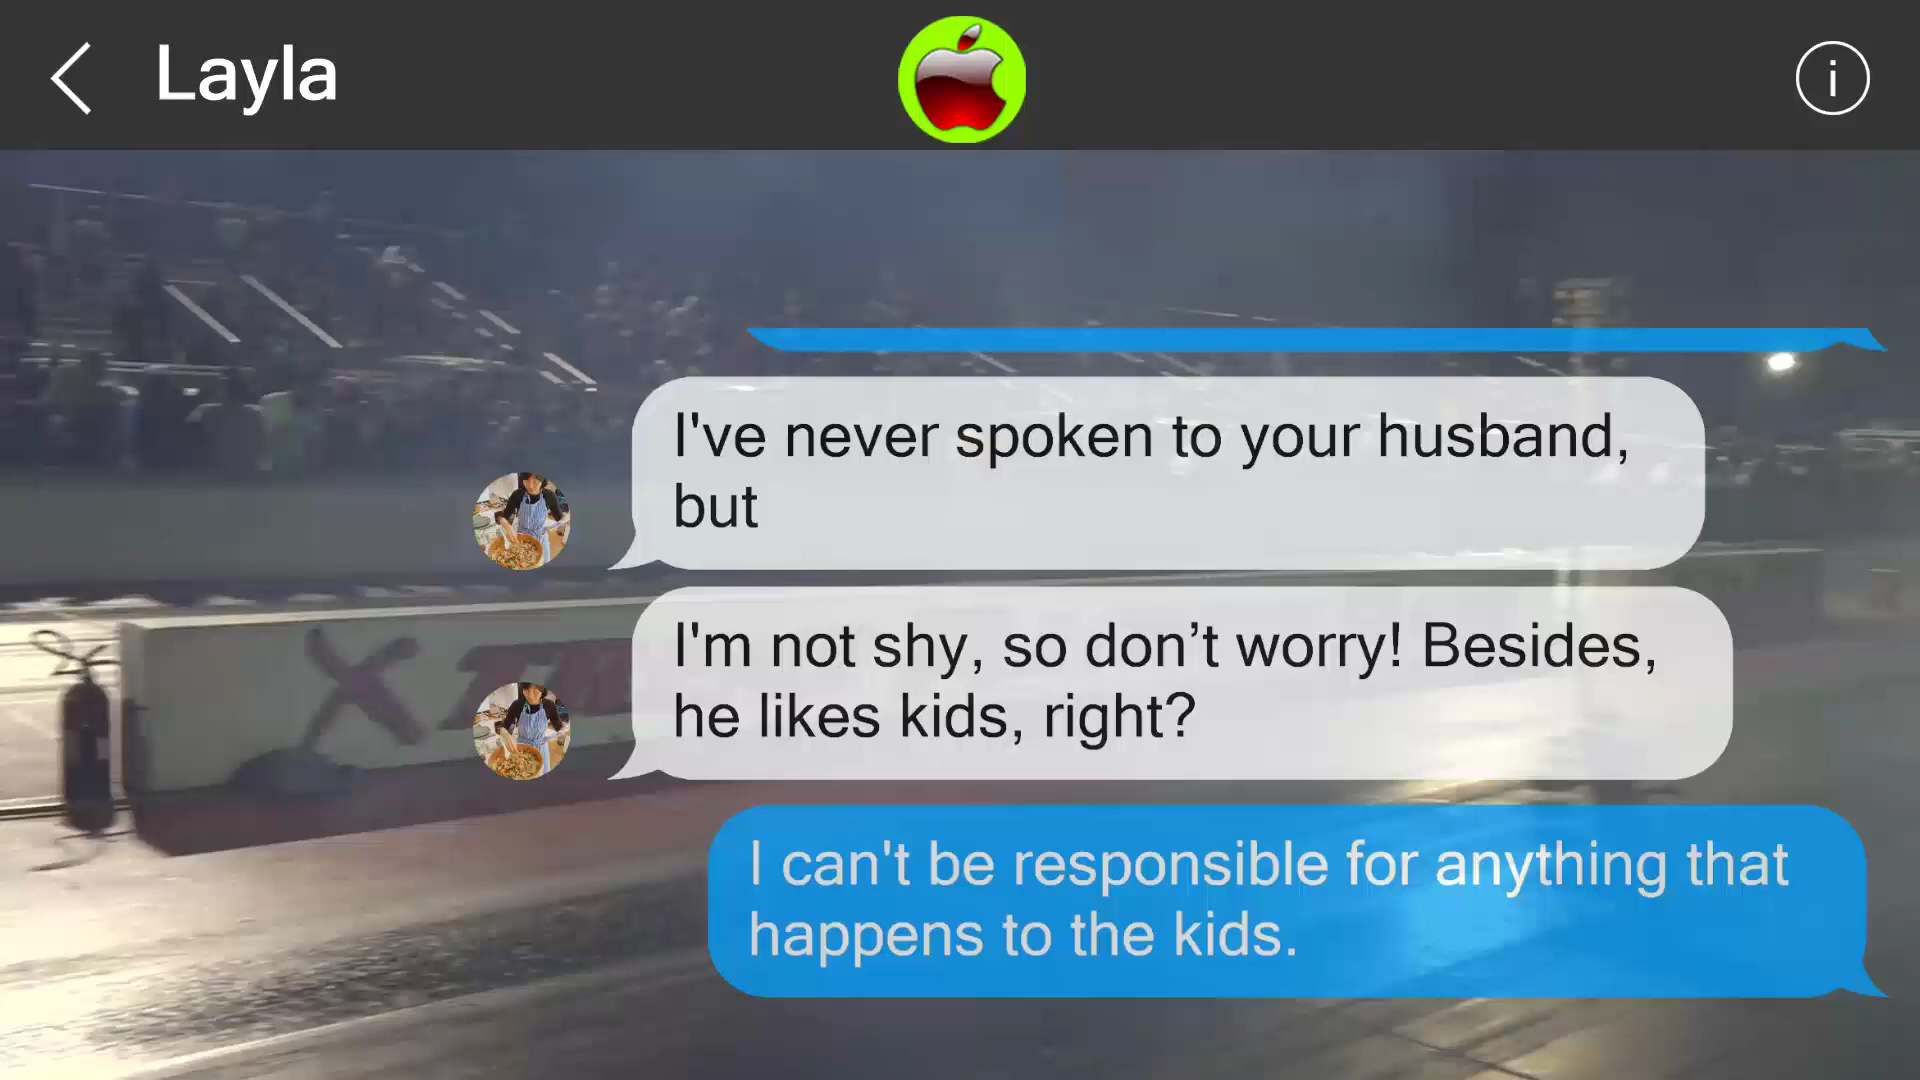 Layla
i
I've never spoken to your husband,
but
I'm not shy, so don’t worry! Besides,
he likes kids, right?
I can't be responsible for anything that
happens to the kids.